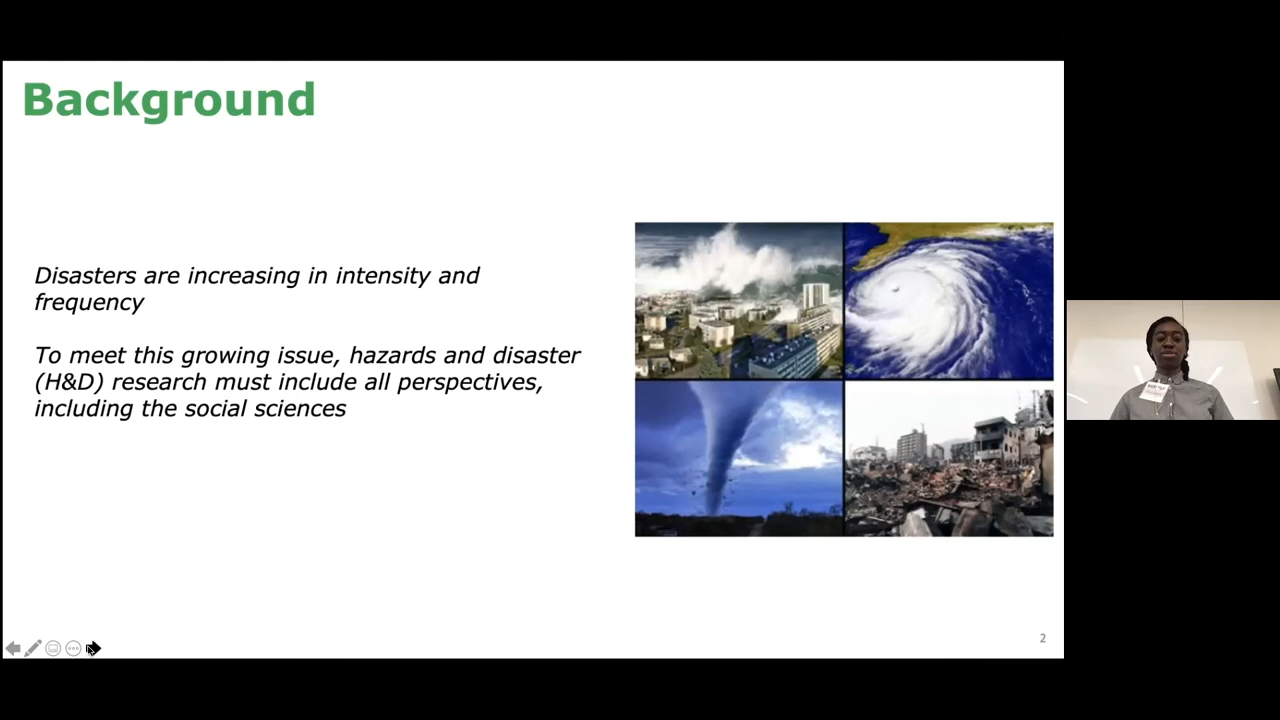 Background
Disasters are increasing in intensity and
frequency
To meet this growing issue, hazards and disaster
(H&D) research must include all perspectives,
including the social sciences
2